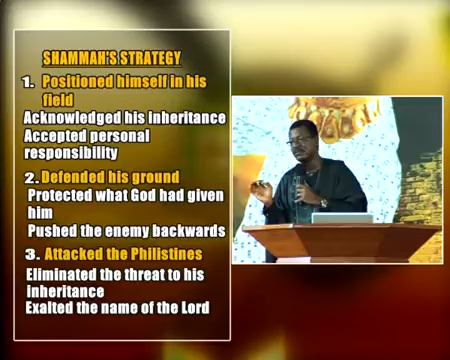 SHAMMAH'S STRATEGY
1. Positioned himself in his
field
Acknowledged his inheritance
Accepted personal
responsibility
2. Defended his ground
Protected what God had given
him
Pushed the enemy backwards
3. Attacked the Philistines
Eliminated the threat to his
inheritance
Exalted the name of the Lord